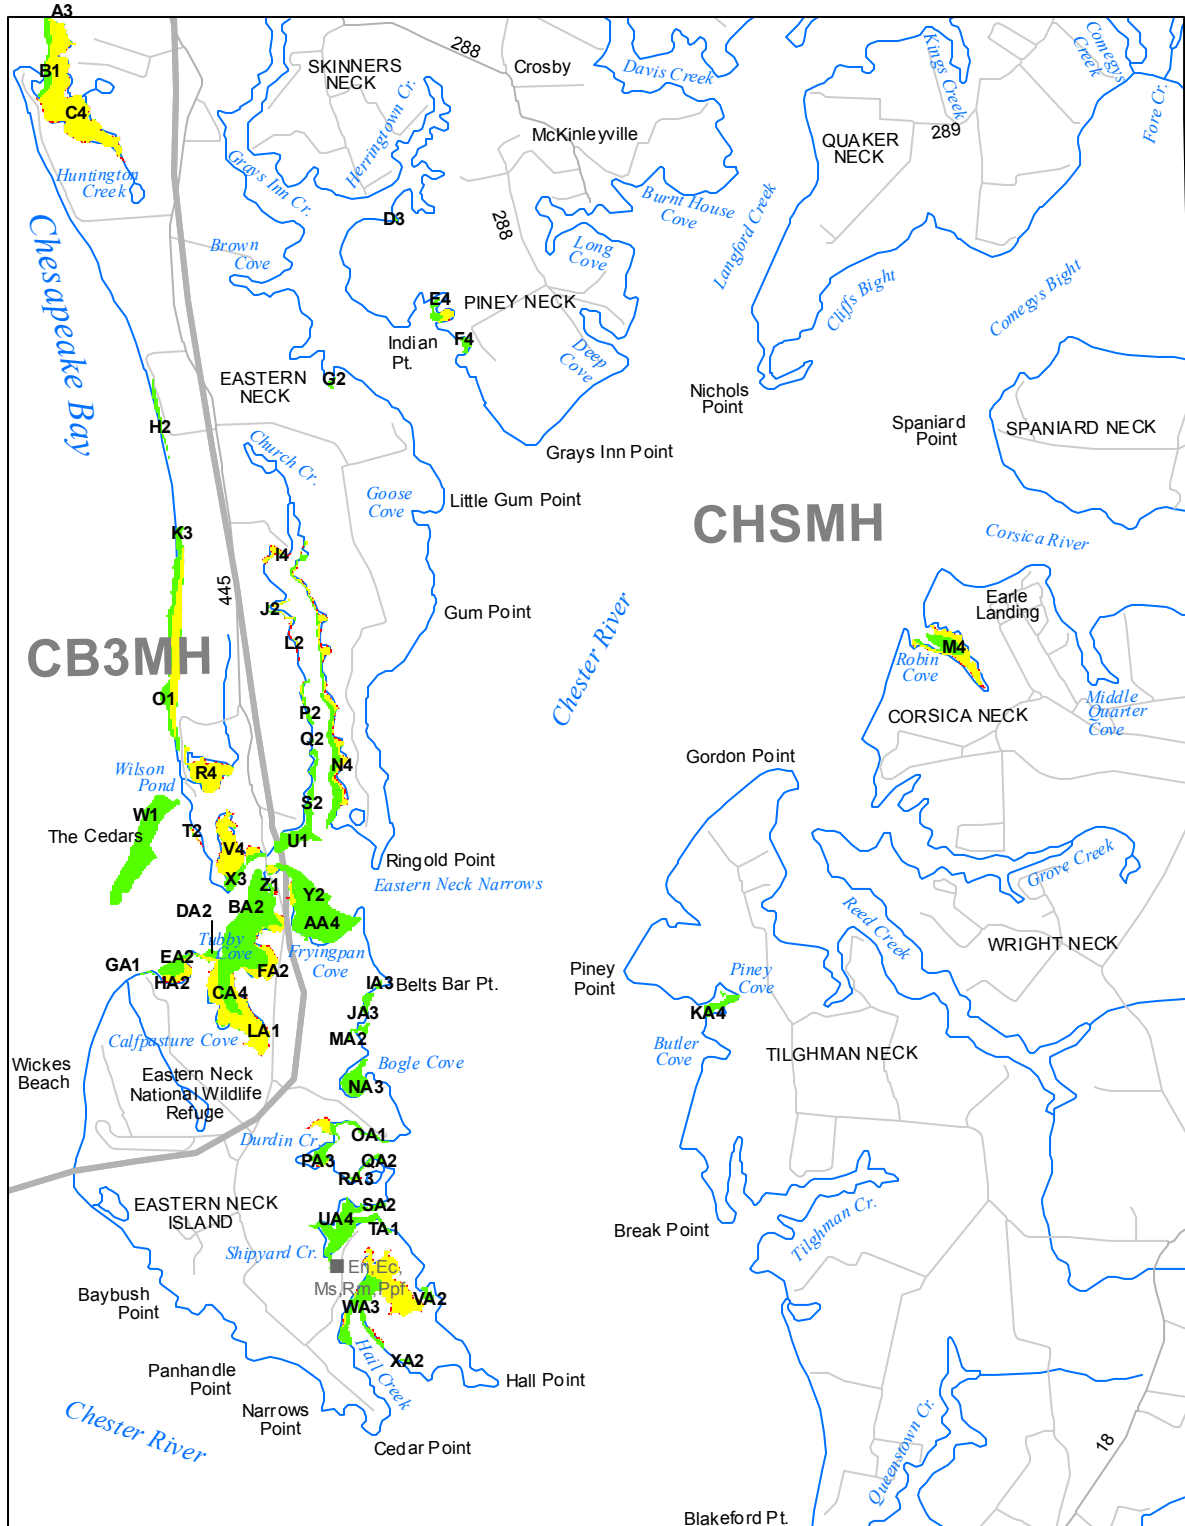 A3
B1
C4
Huntington
Creek
Chesapeake Bay
288
SKINNERS
NECK
Crosby
Davis Creek
Kings Creek
Comegys
Creek
Fore Cr.
Herringtown Cr.
McKinleyville
QUAKER
NECK
289
Grays Inn Cr.
Burnt House
Cove
D3
288
Langford Creek
Brown
Cove
Long
Cove
Cliffs Bight
Comegys Bight
E4
PINEY NECK
Indian
Pt.
F4
Deep
Cove
EASTERN
NECK
G2
Nichols
Point
H2
Spaniard
Point
SPANIARD NECK
Church Cr.
Grays Inn Point
Goose
Cove
Little Gum Point
CHSMH
K3
Corsica River
I4
445
J2
Gum Point
Earle
Landing
L2
CB3MH
M4
Robin
Cove
Chester River
O1
Middle
Quarter
Cove
P2
CORSICA NECK
Q2
Gordon Point
N4
Wilson
Pond
R4
S2
W1
The Cedars
T2
U1
V4
Ringold Point
X3
Z1
Eastern Neck Narrows
Grove Creek
Y2
BA2
DA2
AA4
Reed Creek
Tubby
Cove
Fryingpan
Cove
WRIGHT NECK
EA2
GA1
HA2
FA2
Piney
Point
Piney
Cove
IA3
Belts Bar Pt.
CA4
JA3
KA4
LA1
MA2
Calfpasture Cove
Butler
Cove
TILGHMAN NECK
Wickes
Beach
Bogle Cove
Eastern Neck
National Wildlife
Refuge
NA3
Durdin Cr.
OA1
PA3
QA2
RA3
EASTERN NECK
ISLAND
SA2
UA4
TA1
Break Point
Tilghman Cr.
Shipyard Cr.
En,Ec,
Ms,Rm,Ppf
Baybush
Point
WA3
VA2
Hail Creek
XA2
Panhandle
Point
Hall Point
Narrows
Point
Chester River
Cedar Point
Queenstown Cr.
18
Blakeford Pt.